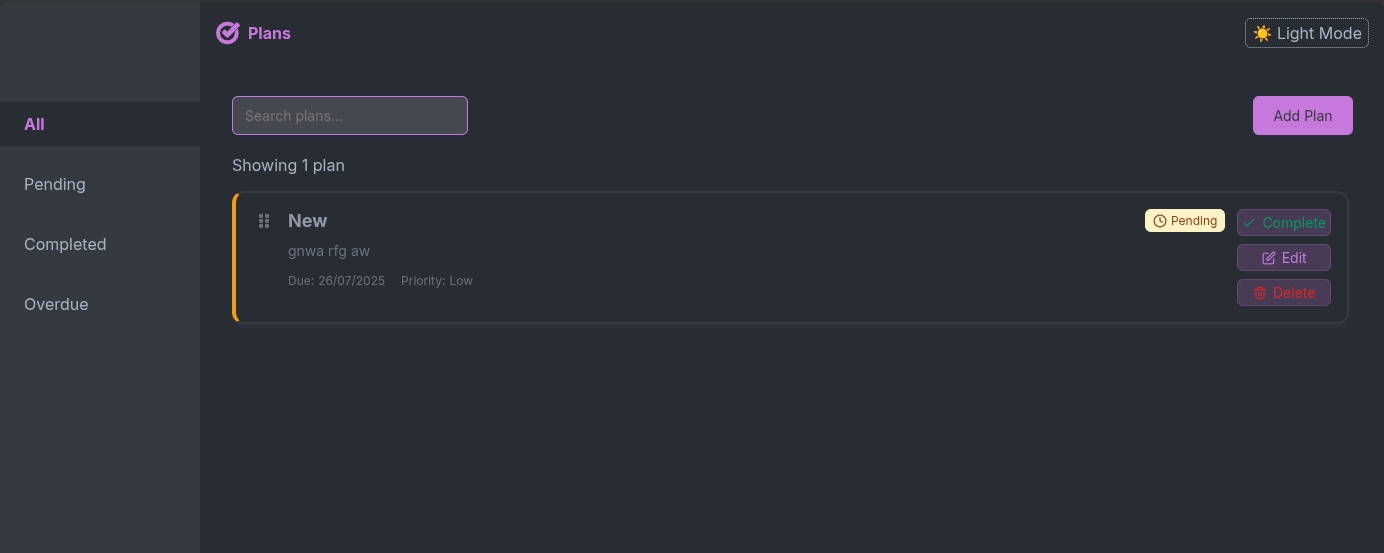 Plans
Light Mode
All
Pending
Completed
Overdue
Search plans...
Add Plan
Showing 1 plan
New
gnwa rfg aw
Due: 26/07/2025 Priority: Low
Pending
Complete
Edit
Delete